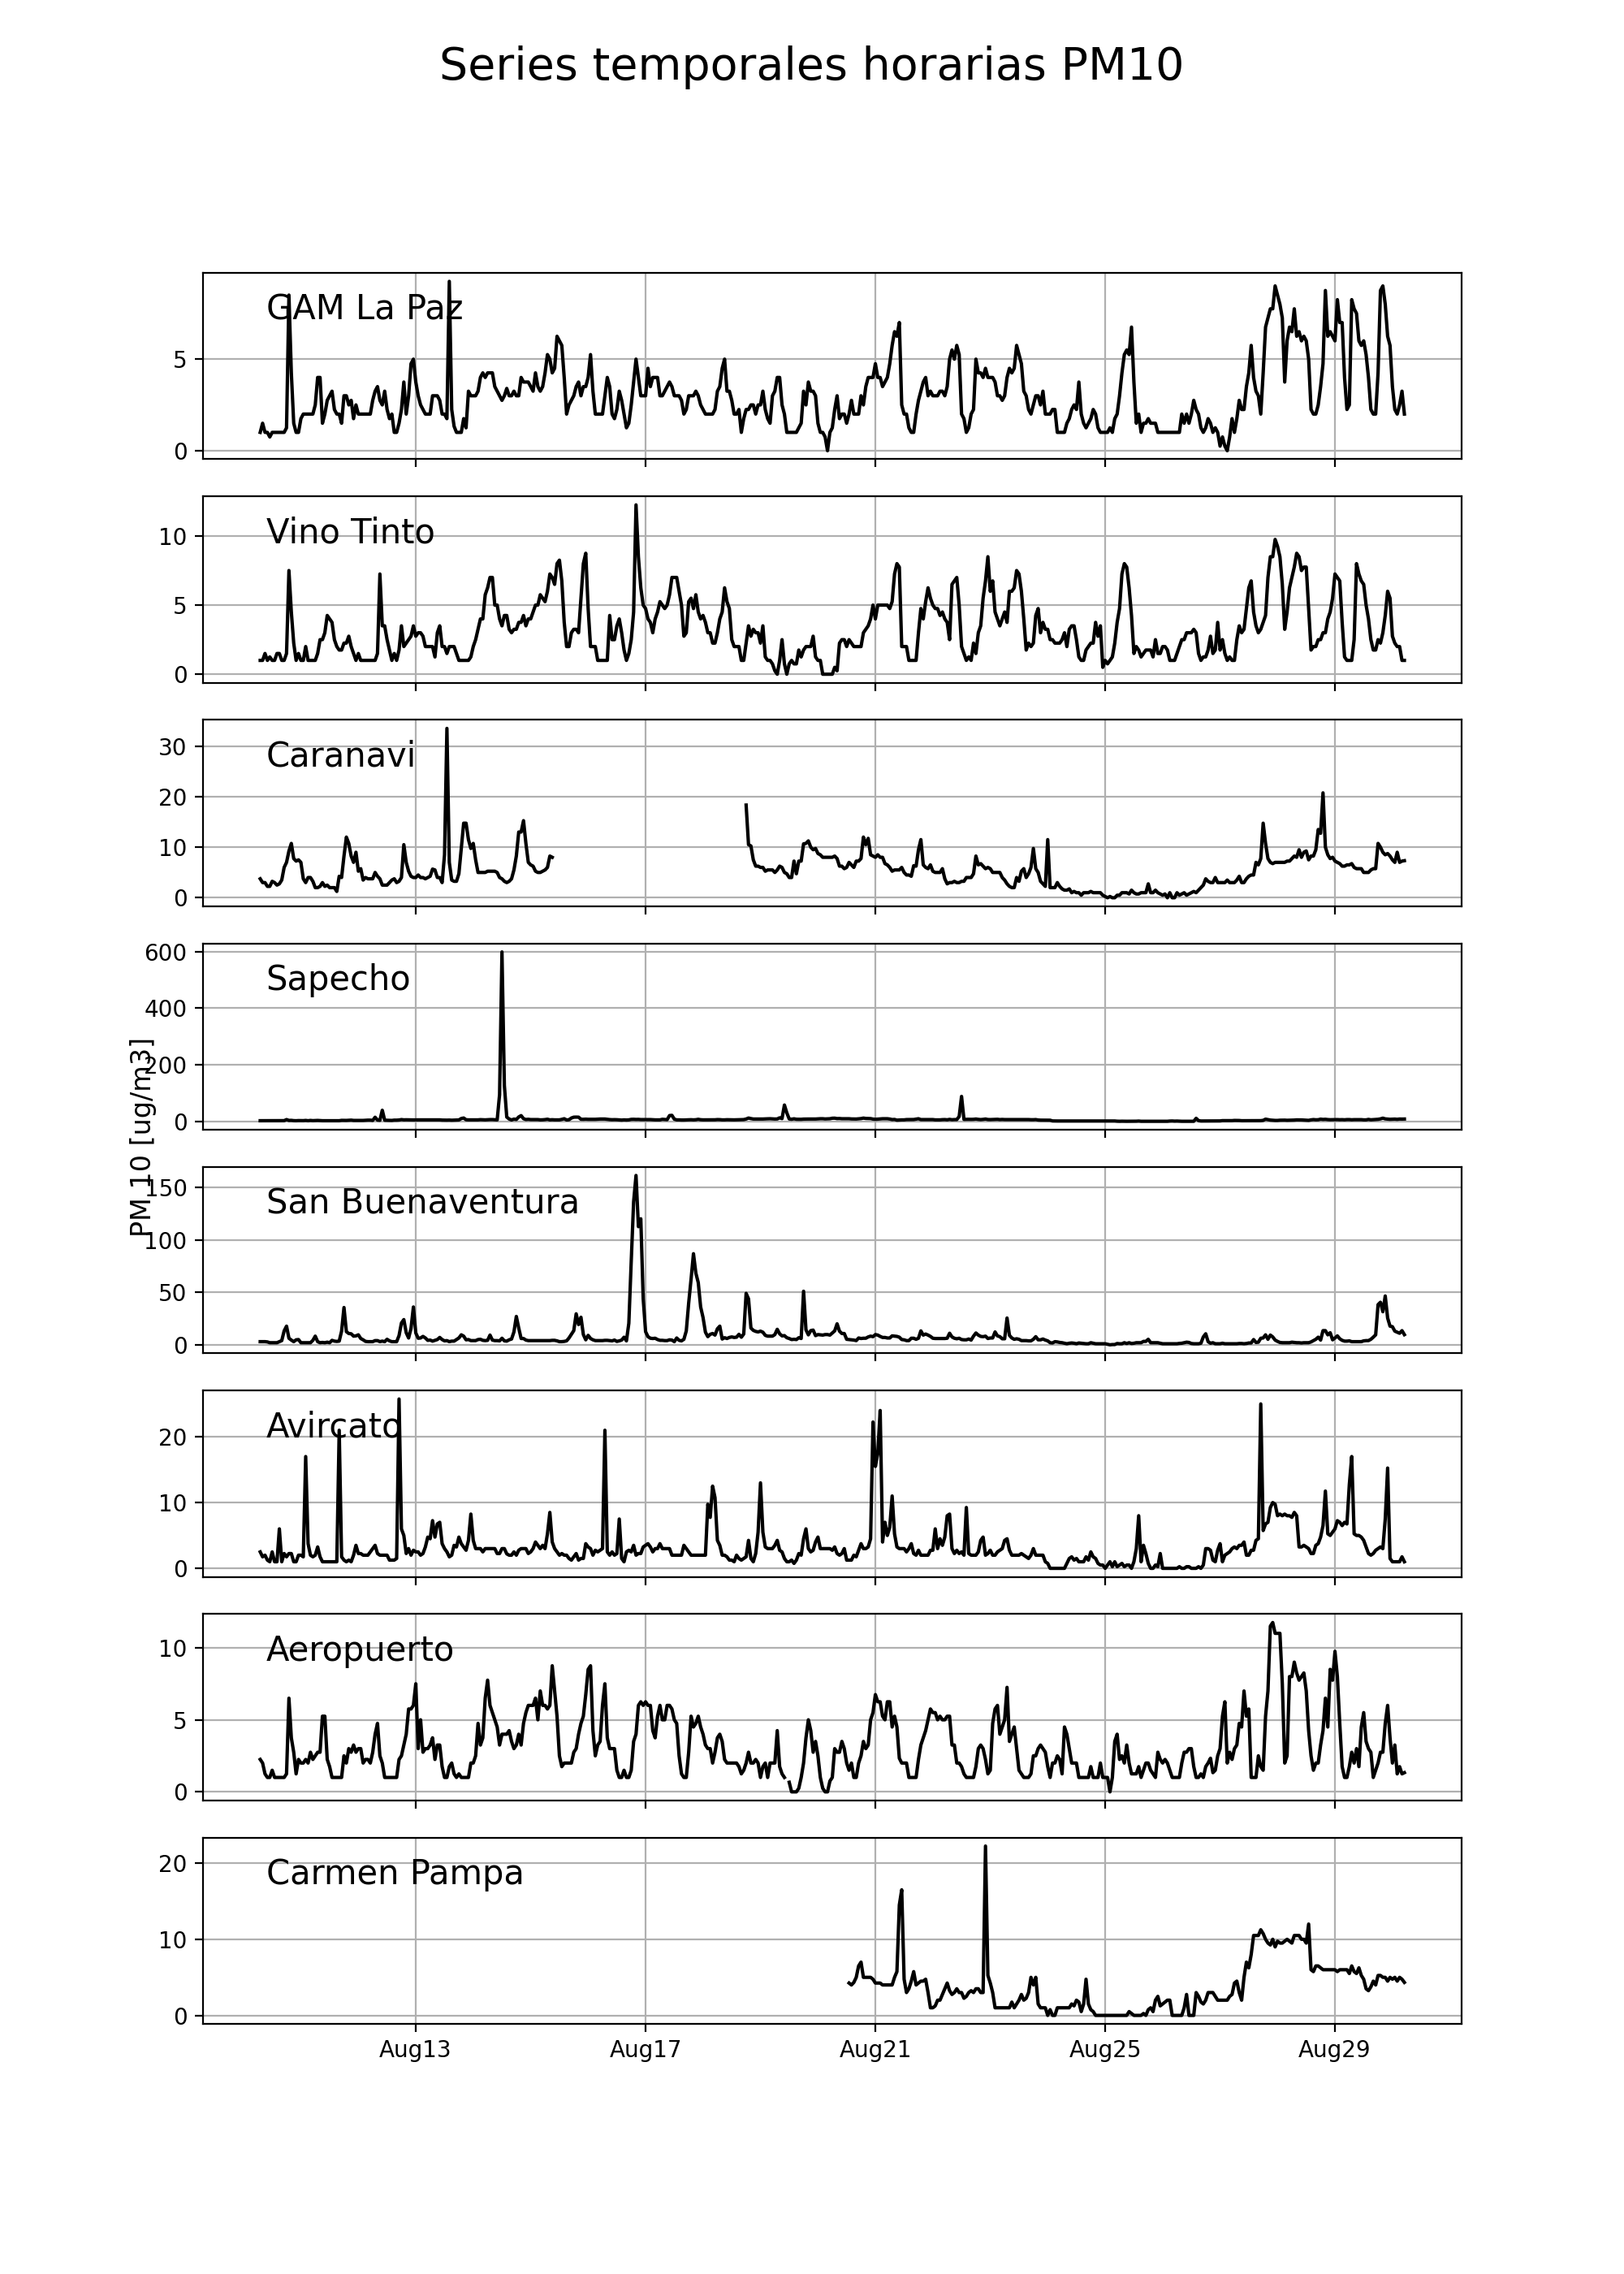 Series temporales horarias PM10
GAM La Paz
5
0
Vino Tinto
10
5
0
Caranavi
30
20
10
0
Sapecho
600
400
200
0
PM 10 [ug/m3]
San Buenaventura
150
100
50
0
Avircato
20
10
0
Aeropuerto
10
5
0
Carmen Pampa
20
10
0
Aug13 Aug17 Aug21 Aug25 Aug29